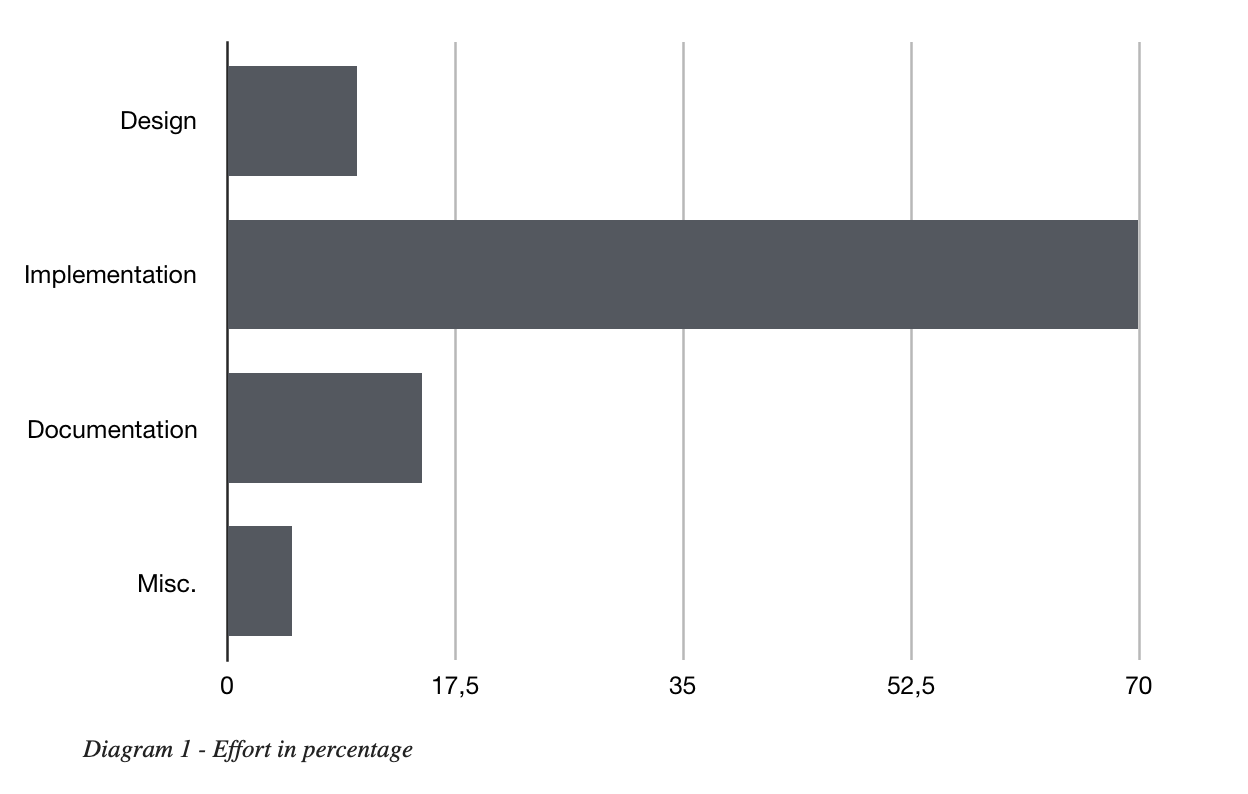 Design
Implementation
Documentation
Misc.
0 17,5 35 52,5 70
Diagram 1 - Effort in percentage